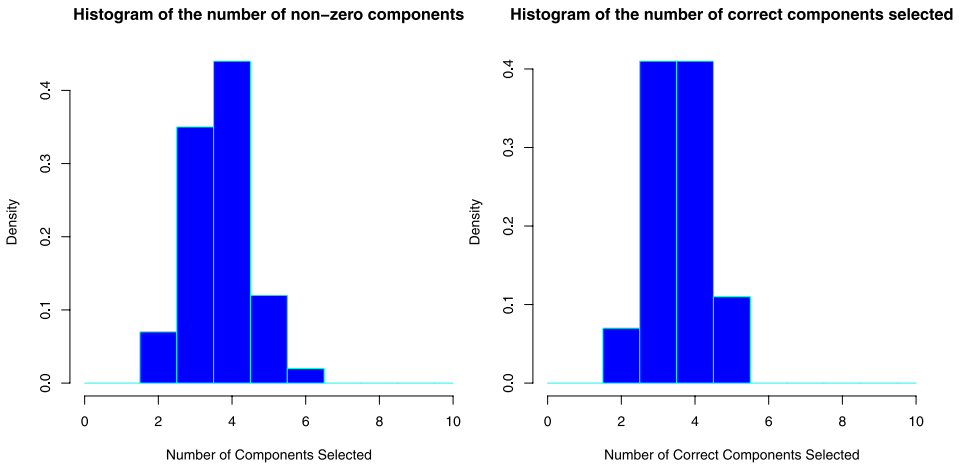 Histogram of the number of non−zero components
Density
0.0 0.1 0.2 0.3 0.4
0 2 4 6 8 10
Number of Components Selected
Histogram of the number of correct components selected
Density
0.0 0.1 0.2 0.3 0.4
0 2 4 6 8 10
Number of Correct Components Selected